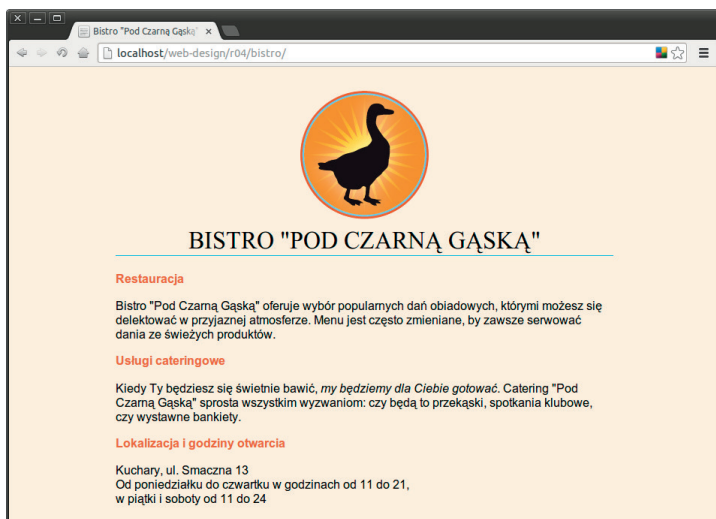 Bistro "Pod Czarną Gąską"
localhost/web-design/r04/bistro/
BISTRO "POD CZARNĄ GĄSKĄ"
Restauracja
Bistro "Pod Czarną Gąską" oferuje wybór popularnych dań obiadowych, którymi możesz się
delektować w przyjaznej atmosferze. Menu jest często zmieniane, by zawsze serwować
dania ze świeżych produktów.
Usługi cateringowe
Kiedy Ty będziesz się świetnie bawić, my będziemy dla Ciebie gotować. Catering "Pod
Czarną Gąską" sprosta wszystkim wyzwaniom: czy będą to przekąski, spotkania klubowe,
czy wystawne bankiety.
Lokalizacja i godziny otwarcia
Kuchary, ul. Smaczna 13
Od poniedziałku do czwartku w godzinach od 11 do 21,
w piątki i soboty od 11 do 24